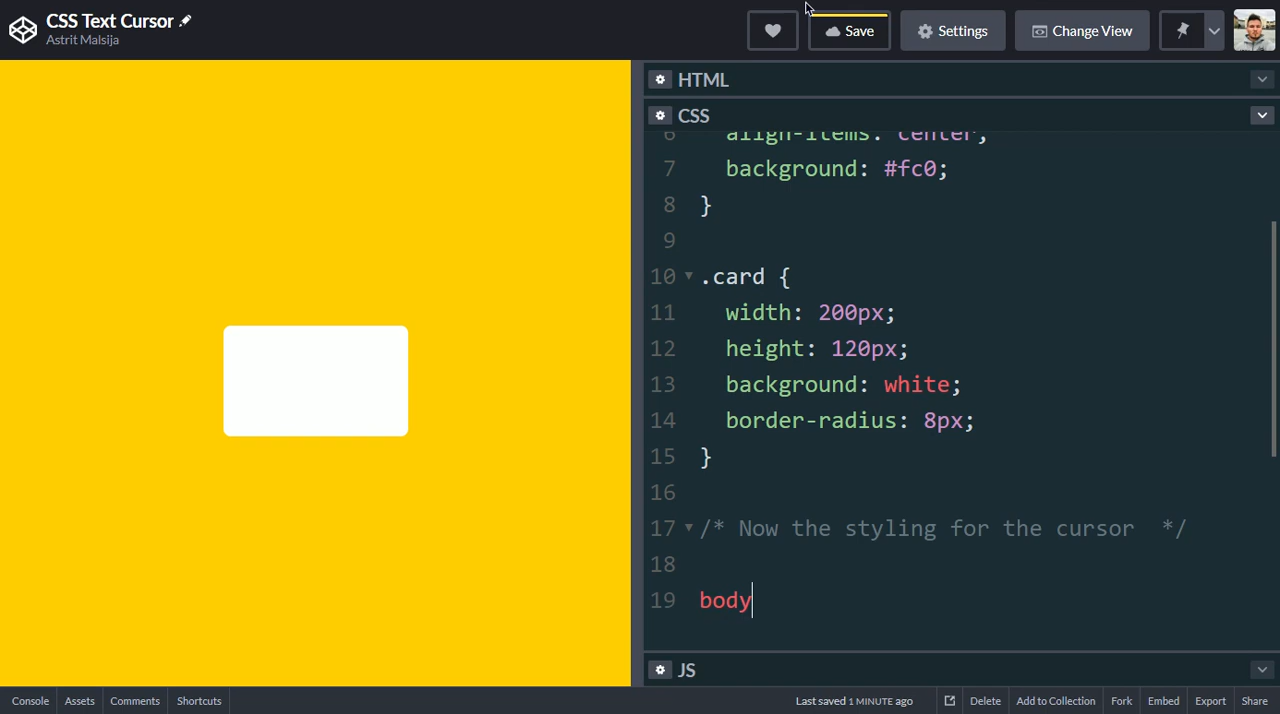 CSS Text Cursor
Astrit Malsija
Save
Settings
Change View
HTML
CSS
6 align-items: center;
7 background: #fc0;
8 }
9
10 .card {
11 width: 200px;
12 height: 120px;
13 background: white;
14 border-radius: 8px;
15 }
16
17 /* Now the styling for the cursor */
18
19 body
JS
Console Assets Comments Shortcuts Last saved 1 MINUTE ago Delete Add to Collection Fork Embed Export Share